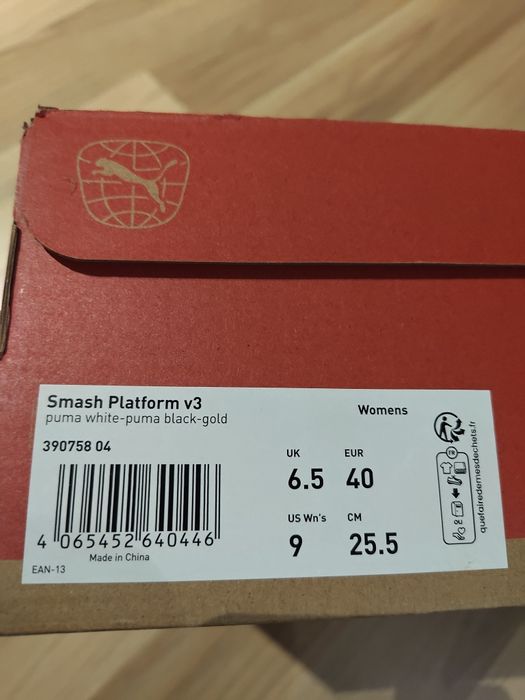 Smash Platform v3
puma white-puma black-gold
Womens
390758 04
UK EUR
6.5 40
US Wn's CM
9 25.5
4 065452 640446
Made in China
EAN-13
FR
quefairedemesdechets.fr